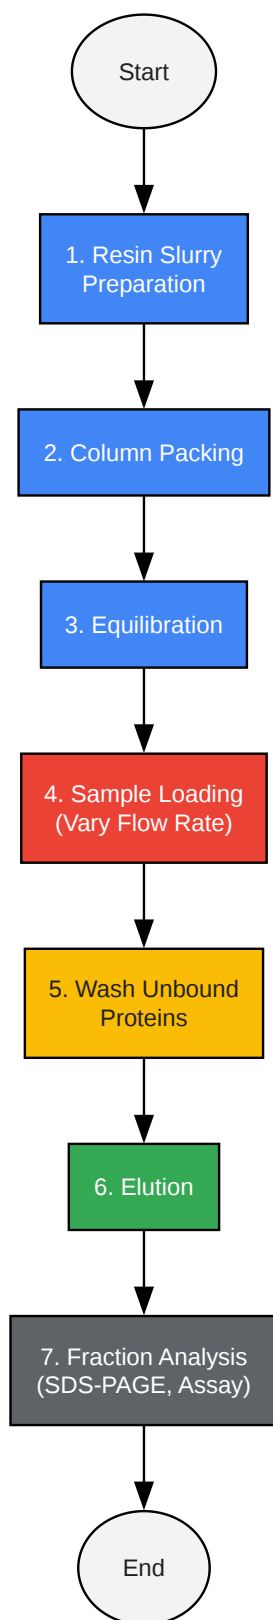 Start
1. Resin Slurry
Preparation
2. Column Packing
3. Equilibration
4. Sample Loading
(Vary Flow Rate)
5. Wash Unbound
Proteins
6. Elution
7. Fraction Analysis
(SDS-PAGE, Assay)
End